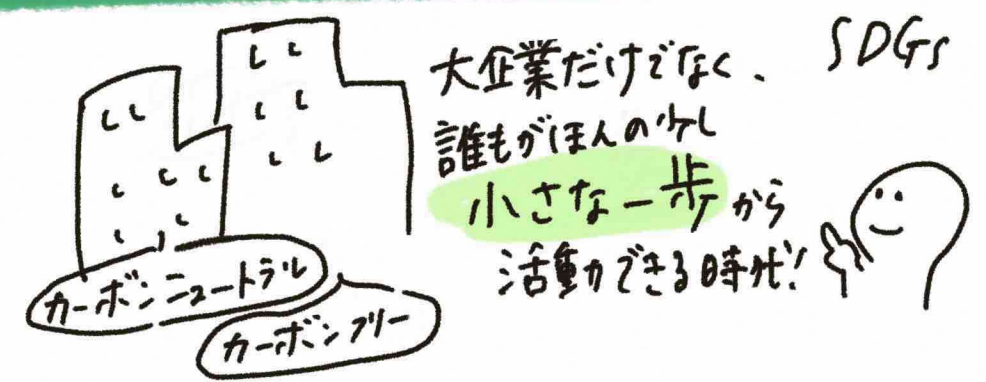 大企業だけでなく、
誰もがほんの少し
小さな一歩から
活動できる時代!
SDGs
カーボンニュートラル
カーボンフリー